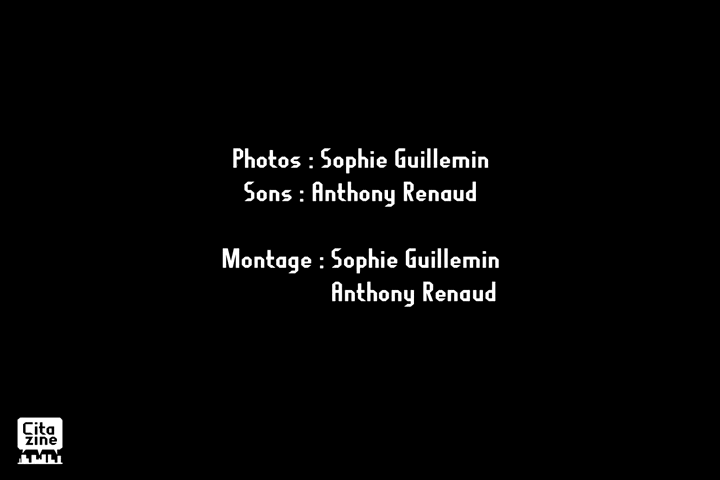 Photos : Sophie Guillemin
Sons : Anthony Renaud
Montage : Sophie Guillemin
Anthony Renaud
Cita
zine